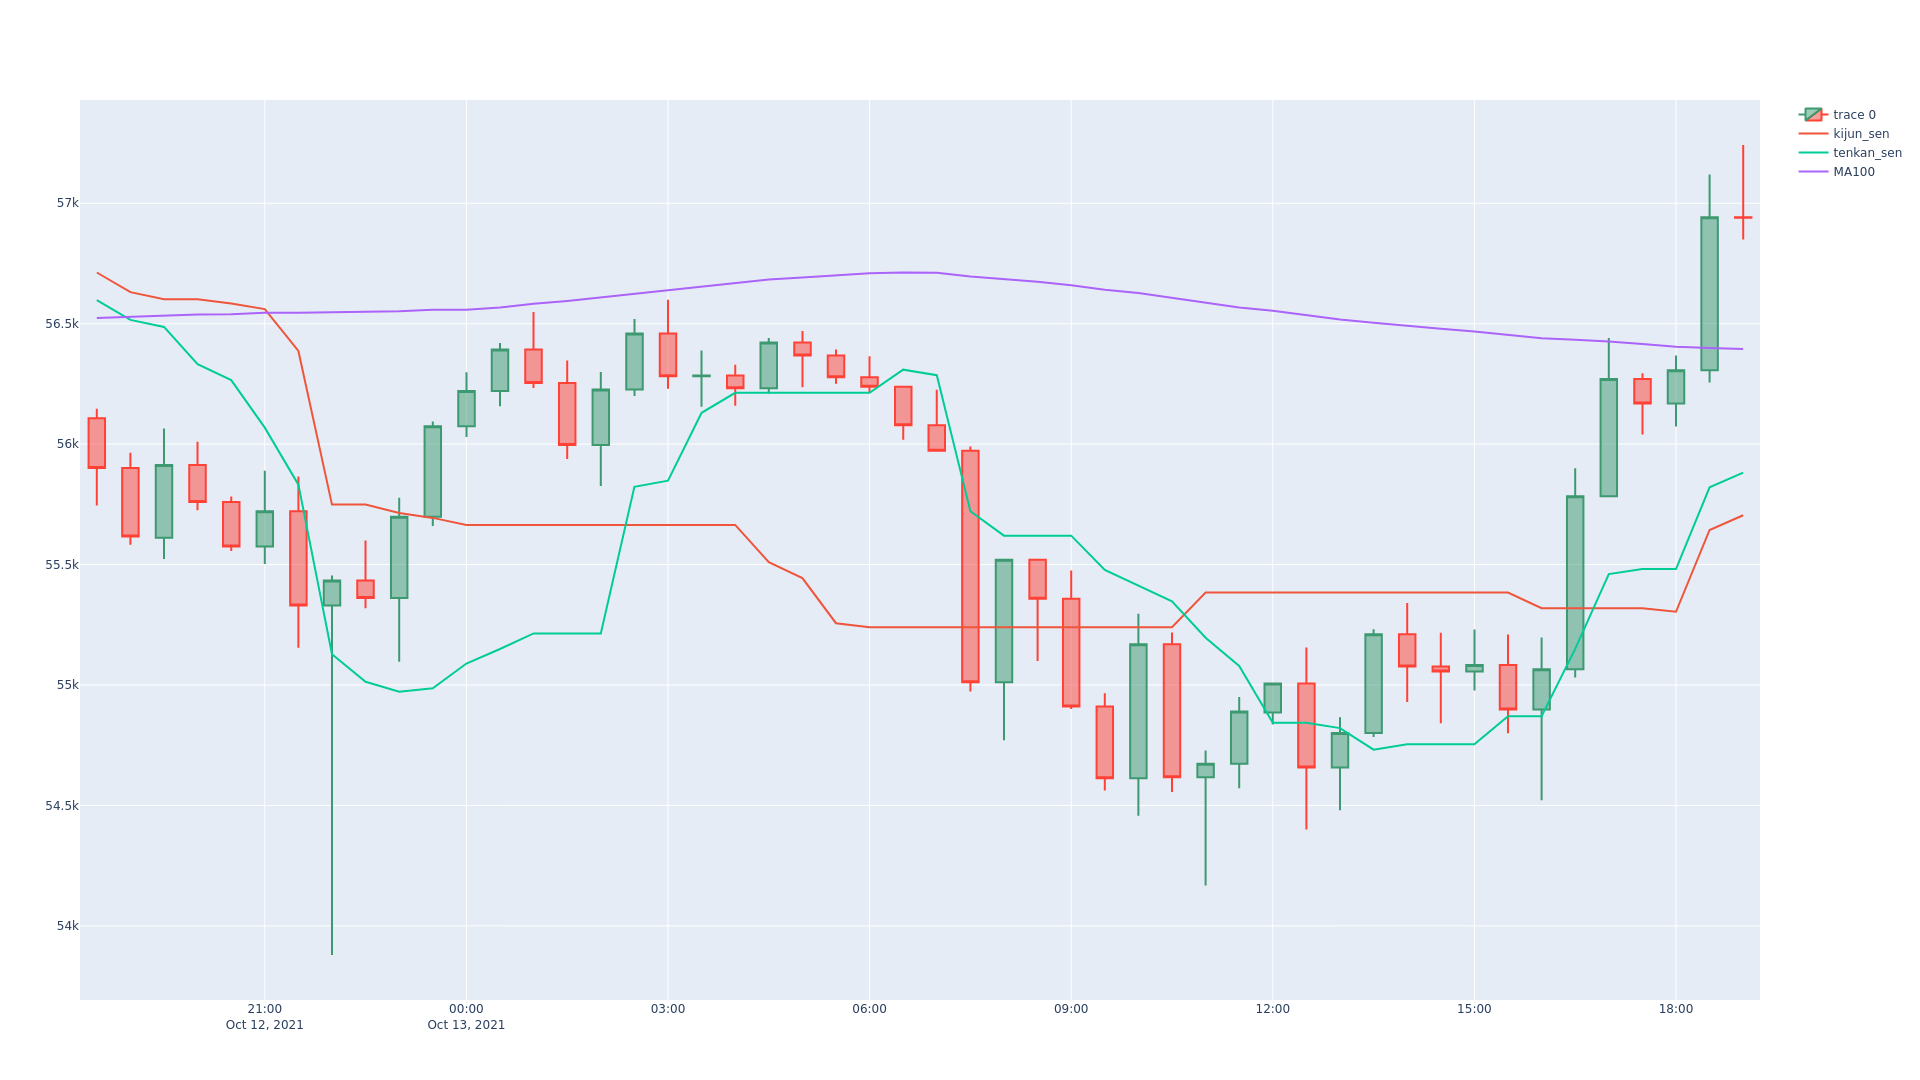 trace 0
kijun_sen
tenkan_sen
MA100
57k
56.5k
56k
55.5k
55k
54.5k
54k
21:00 00:00 03:00 06:00 09:00 12:00 15:00 18:00
Oct 12, 2021 Oct 13, 2021